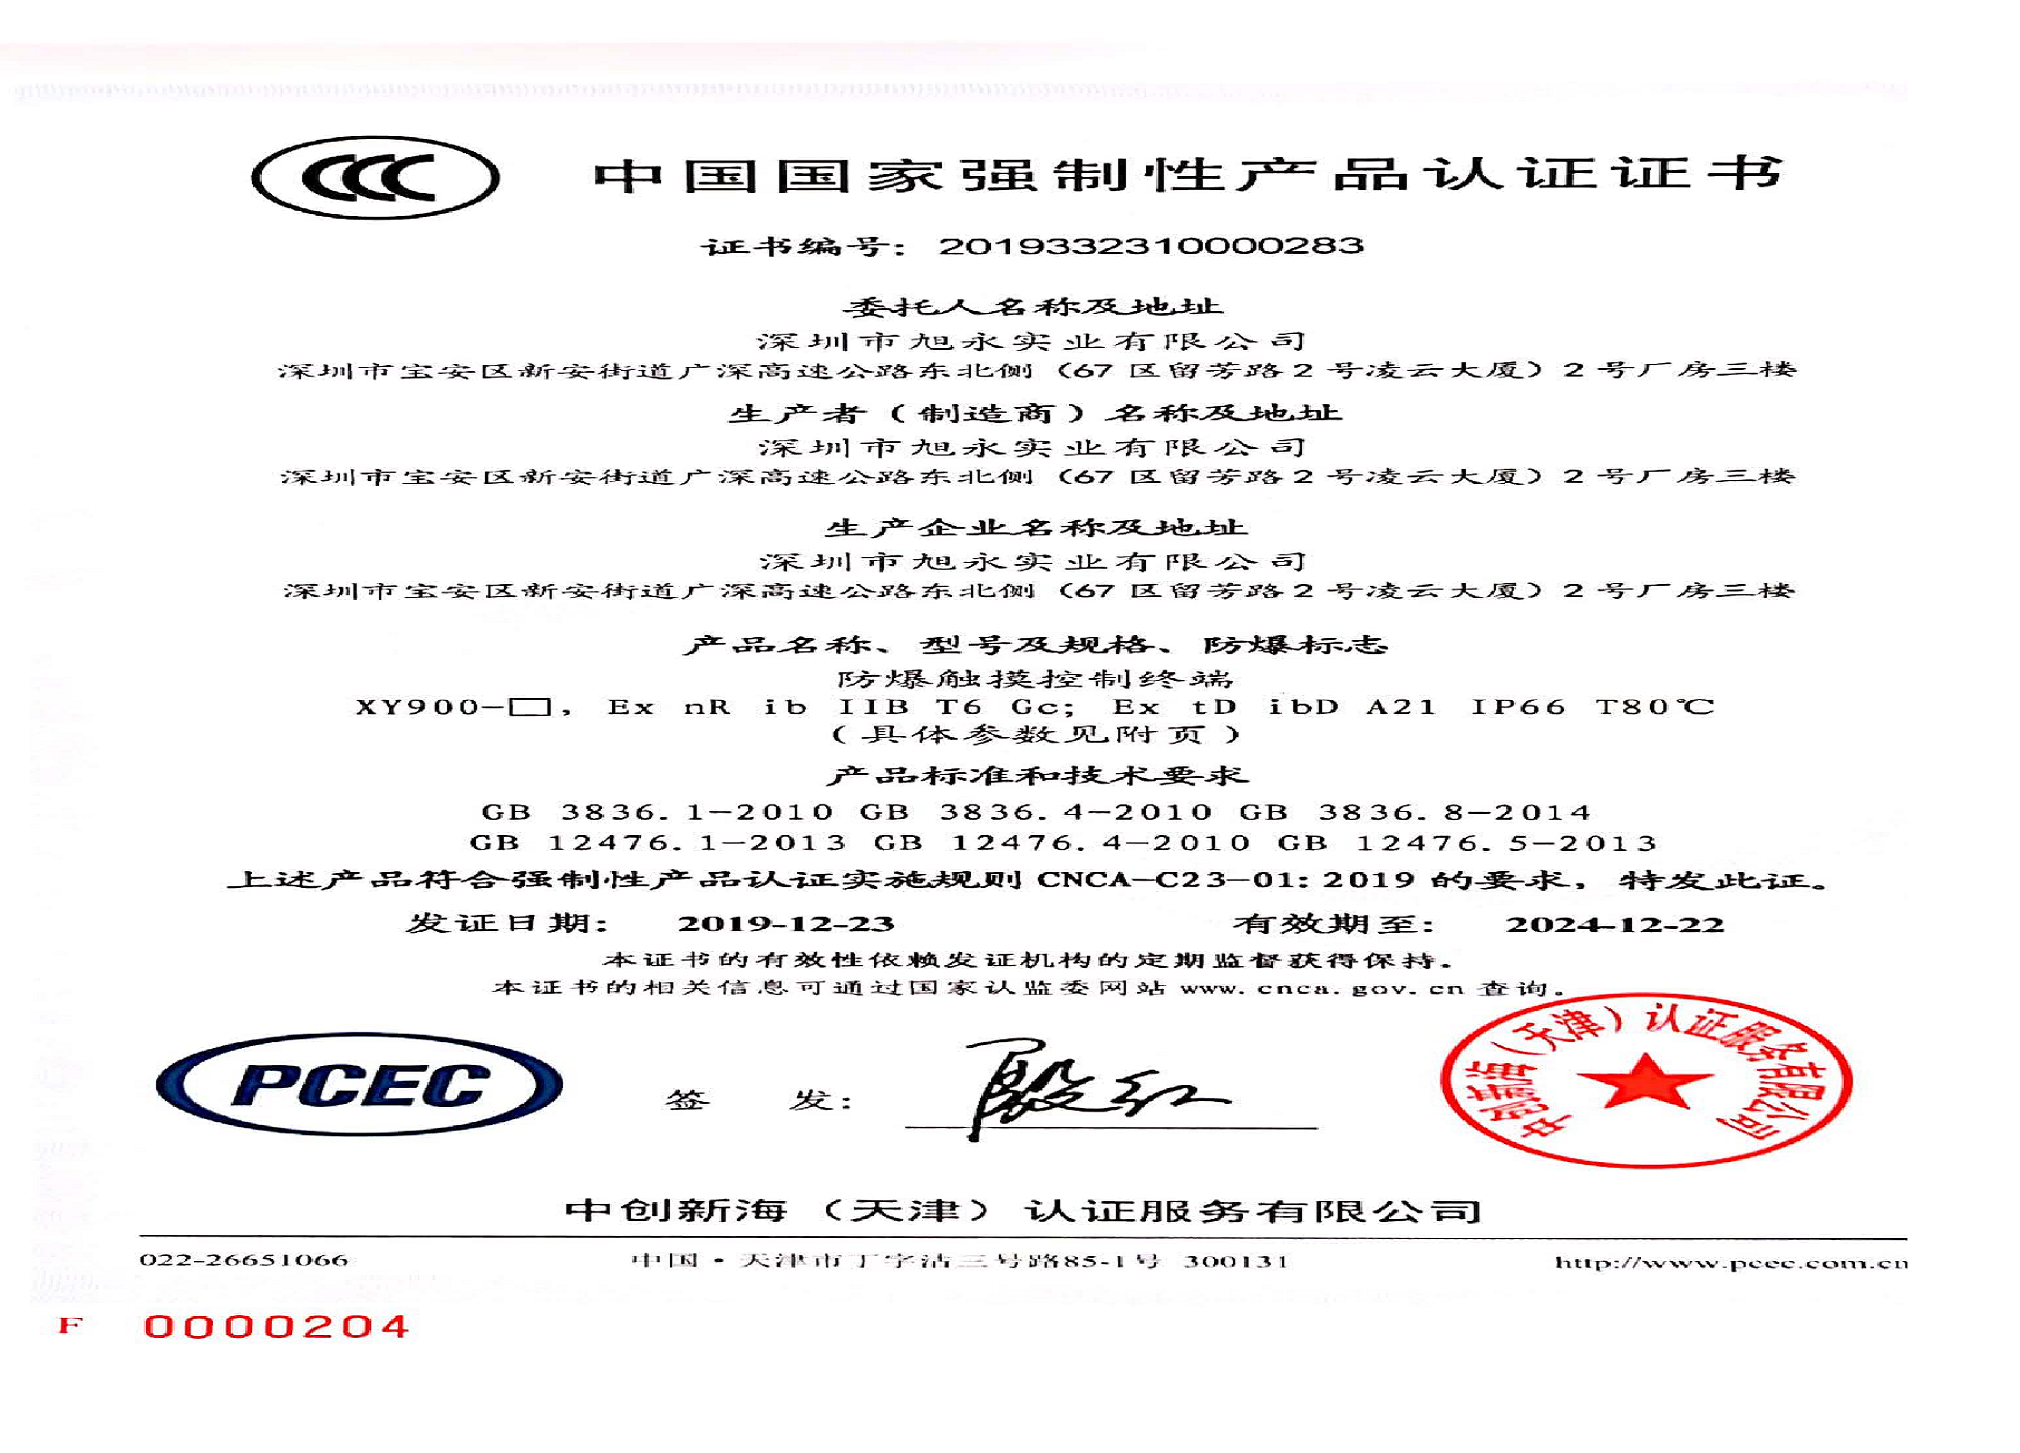 CCC
中国国家强制性产品认证证书
证书编号：2019332310000283
委托人名称及地址
深圳市旭永实业有限公司
深圳市宝安区新安街道广深高速公路东北侧（67 区留芳路 2 号凌云大厦）2 号厂房三楼
生产者（制造商）名称及地址
深圳市旭永实业有限公司
深圳市宝安区新安街道广深高速公路东北侧（67 区留芳路 2 号凌云大厦）2 号厂房三楼
生产企业名称及地址
深圳市旭永实业有限公司
深圳市宝安区新安街道广深高速公路东北侧（67 区留芳路 2 号凌云大厦）2 号厂房三楼
产品名称、型号及规格、防爆标志
防爆触摸控制终端
XY900-□, Ex nR ib IIB T6 Gc; Ex tD ibD A21 IP66 T80℃
（具体参数见附页）
产品标准和技术要求
GB 3836.1-2010 GB 3836.4-2010 GB 3836.8-2014
GB 12476.1-2013 GB 12476.4-2010 GB 12476.5-2013
上述产品符合强制性产品认证实施规则 CNCA-C23-01: 2019 的要求，特发此证。
发证日期： 2019-12-23 有效期至： 2024-12-22
本证书的有效性依赖发证机构的定期监督获得保持。
本证书的相关信息可通过国家认监委网站 www.cnca.gov.cn 查询。
PCEC
签 发： 殷红
中创新海（天津）认证服务有限公司
中创新海（天津）认证服务有限公司
022-26651066 中国·天津市丁字沽三号路85-1号 300131 http://www.pcec.com.cn
F 0000204